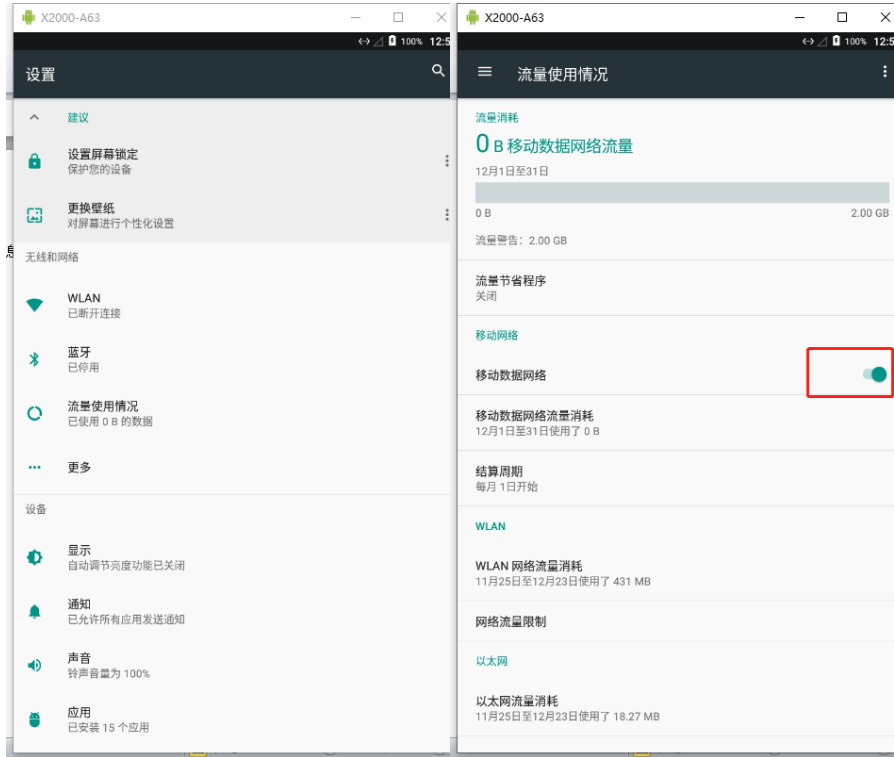 X2000-A63
100% 12:5
设置
建议
设置屏幕锁定
保护您的设备
更换壁纸
对屏幕进行个性化设置
无线和网络
WLAN
已断开连接
蓝牙
已停用
流量使用情况
已使用 0 B 的数据
更多
设备
显示
自动调节亮度功能已关闭
通知
已允许所有应用发送通知
声音
铃声音量为 100%
应用
已安装 15 个应用
X2000-A63
100% 12:5
流量使用情况
流量消耗
0 B 移动数据网络流量
12月1日至31日
0 B 2.00 GB
流量警告：2.00 GB
流量节省程序
关闭
移动网络
移动数据网络
移动数据网络流量消耗
12月1日至31日使用了 0 B
结算周期
每月 1日开始
WLAN
WLAN 网络流量消耗
11月25日至12月23日使用了 431 MB
网络流量限制
以太网
以太网流量消耗
11月25日至12月23日使用了 18.27 MB